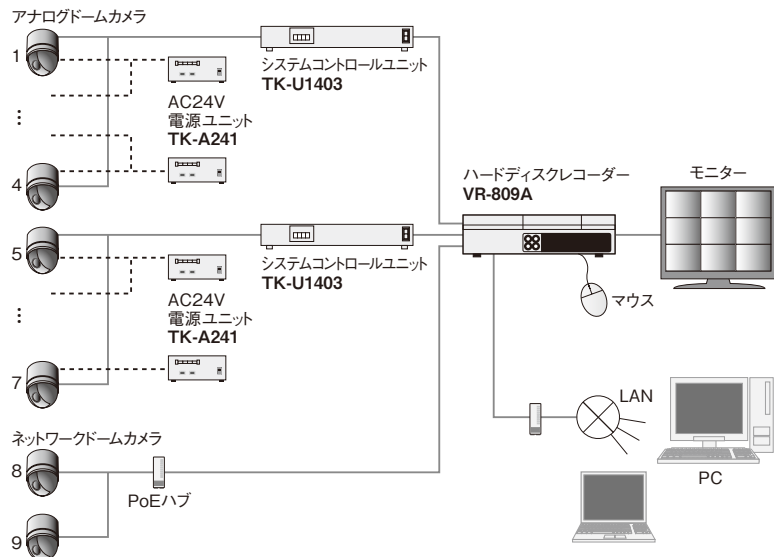 アナログドームカメラ
1
⋮
4
AC24V
電源ユニット
TK-A241
システムコントロールユニット
TK-U1403
5
⋮
7
AC24V
電源ユニット
TK-A241
システムコントロールユニット
TK-U1403
ネットワークドームカメラ
8
9
PoEハブ
ハードディスクレコーダー
VR-809A
モニター
マウス
LAN
PC